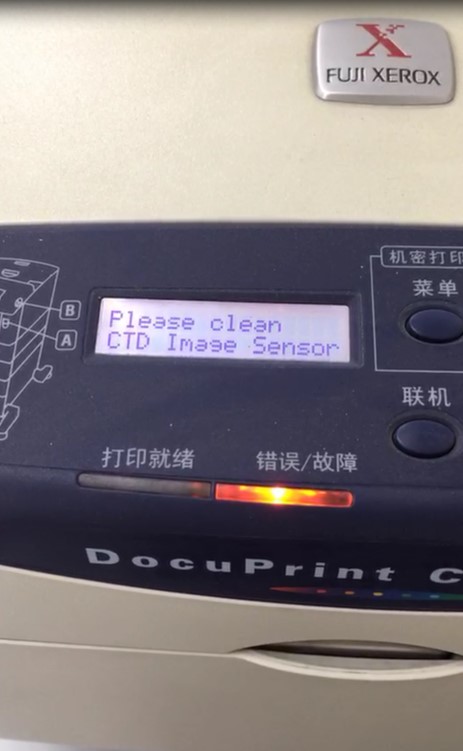 X
FUJI XEROX
机密打印
菜单
B
Please clean
A
CTD Image Sensor
联机
打印就绪
错误/故障
DocuPrint C